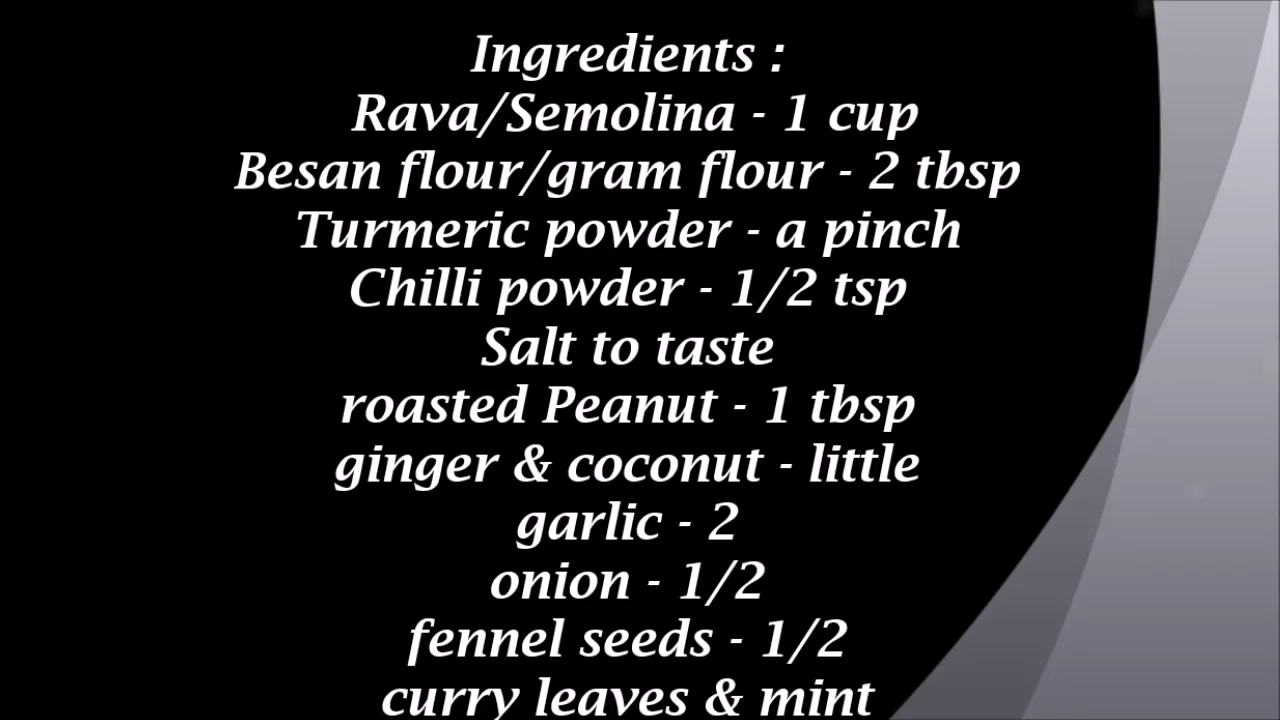 Ingredients :
Rava/Semolina - 1 cup
Besan flour/gram flour - 2 tbsp
Turmeric powder - a pinch
Chilli powder - 1/2 tsp
Salt to taste
roasted Peanut - 1 tbsp
ginger & coconut - little
garlic - 2
onion - 1/2
fennel seeds - 1/2
curry leaves & mint